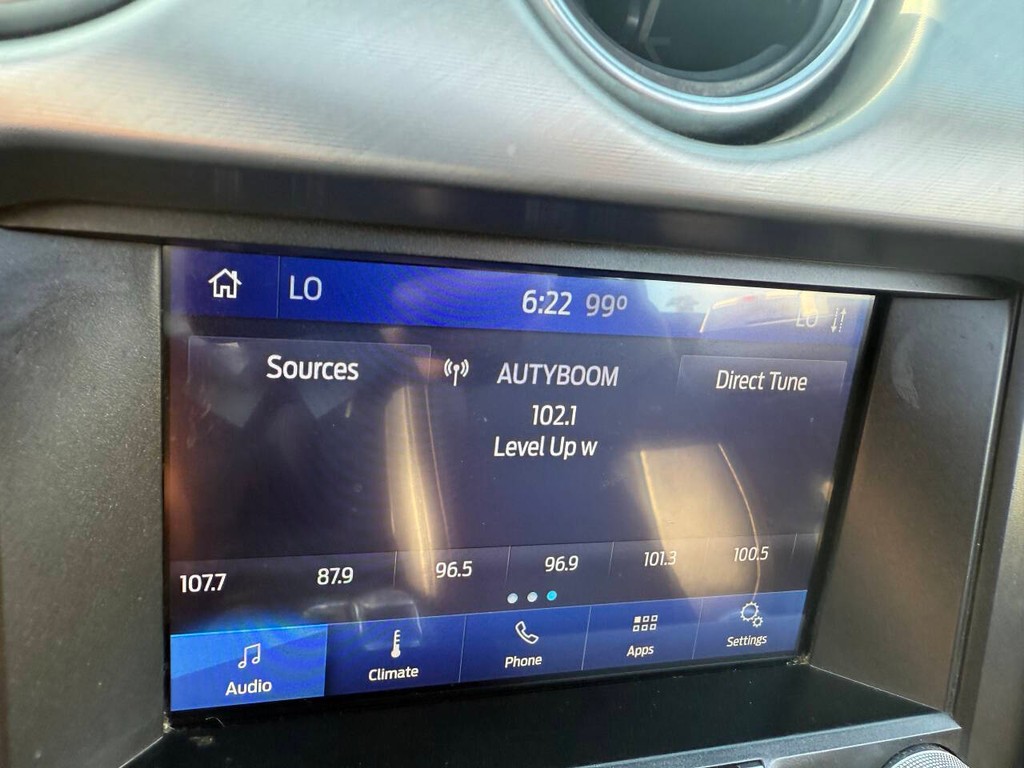 LO 6:22 99° LO
Sources AUTYBOOM Direct Tune
102.1
Level Up w
107.7 87.9 96.5 96.9 101.3 100.5
Audio Climate Phone Apps Settings